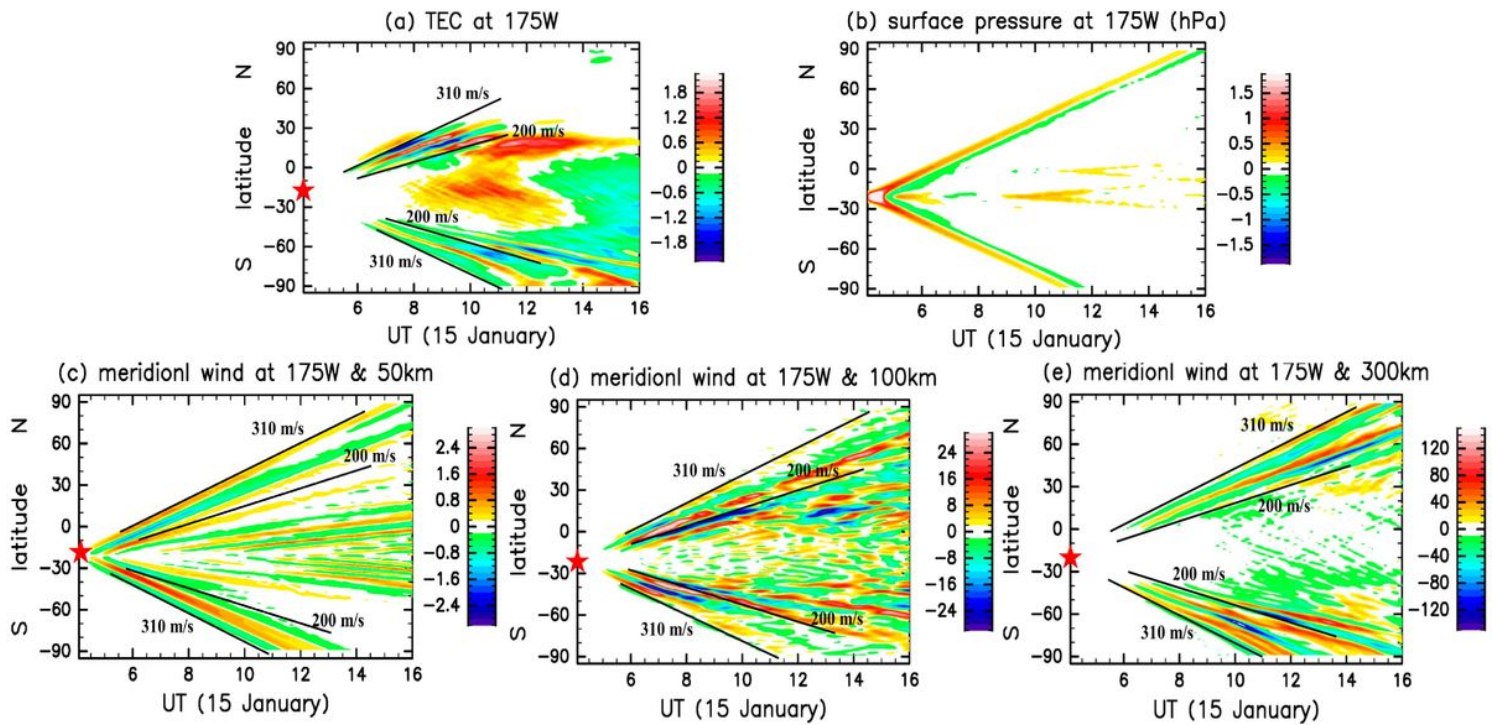 (a) TEC at 175W
90
60
30
0
−30
−60
−90
S latitude N
310 m/s
200 m/s
200 m/s
310 m/s
6 8 10 12 14 16
UT (15 January)
1.8
1.2
0.6
0
−0.6
−1.2
−1.8
(b) surface pressure at 175W (hPa)
90
60
30
0
−30
−60
−90
S latitude N
6 8 10 12 14 16
UT (15 January)
1.5
1
0.5
0
−0.5
−1
−1.5
(c) meridionl wind at 175W & 50km
90
60
30
0
−30
−60
−90
S latitude N
310 m/s
200 m/s
200 m/s
310 m/s
6 8 10 12 14 16
UT (15 January)
2.4
1.6
0.8
0
−0.8
−1.6
−2.4
(d) meridionl wind at 175W & 100km
90
60
30
0
−30
−60
−90
S latitude N
310 m/s
200 m/s
200 m/s
310 m/s
6 8 10 12 14 16
UT (15 January)
24
16
8
0
−8
−16
−24
(e) meridionl wind at 175W & 300km
90
60
30
0
−30
−60
−90
S latitude N
310 m/s
200 m/s
200 m/s
310 m/s
6 8 10 12 14 16
UT (15 January)
120
80
40
0
−40
−80
−120